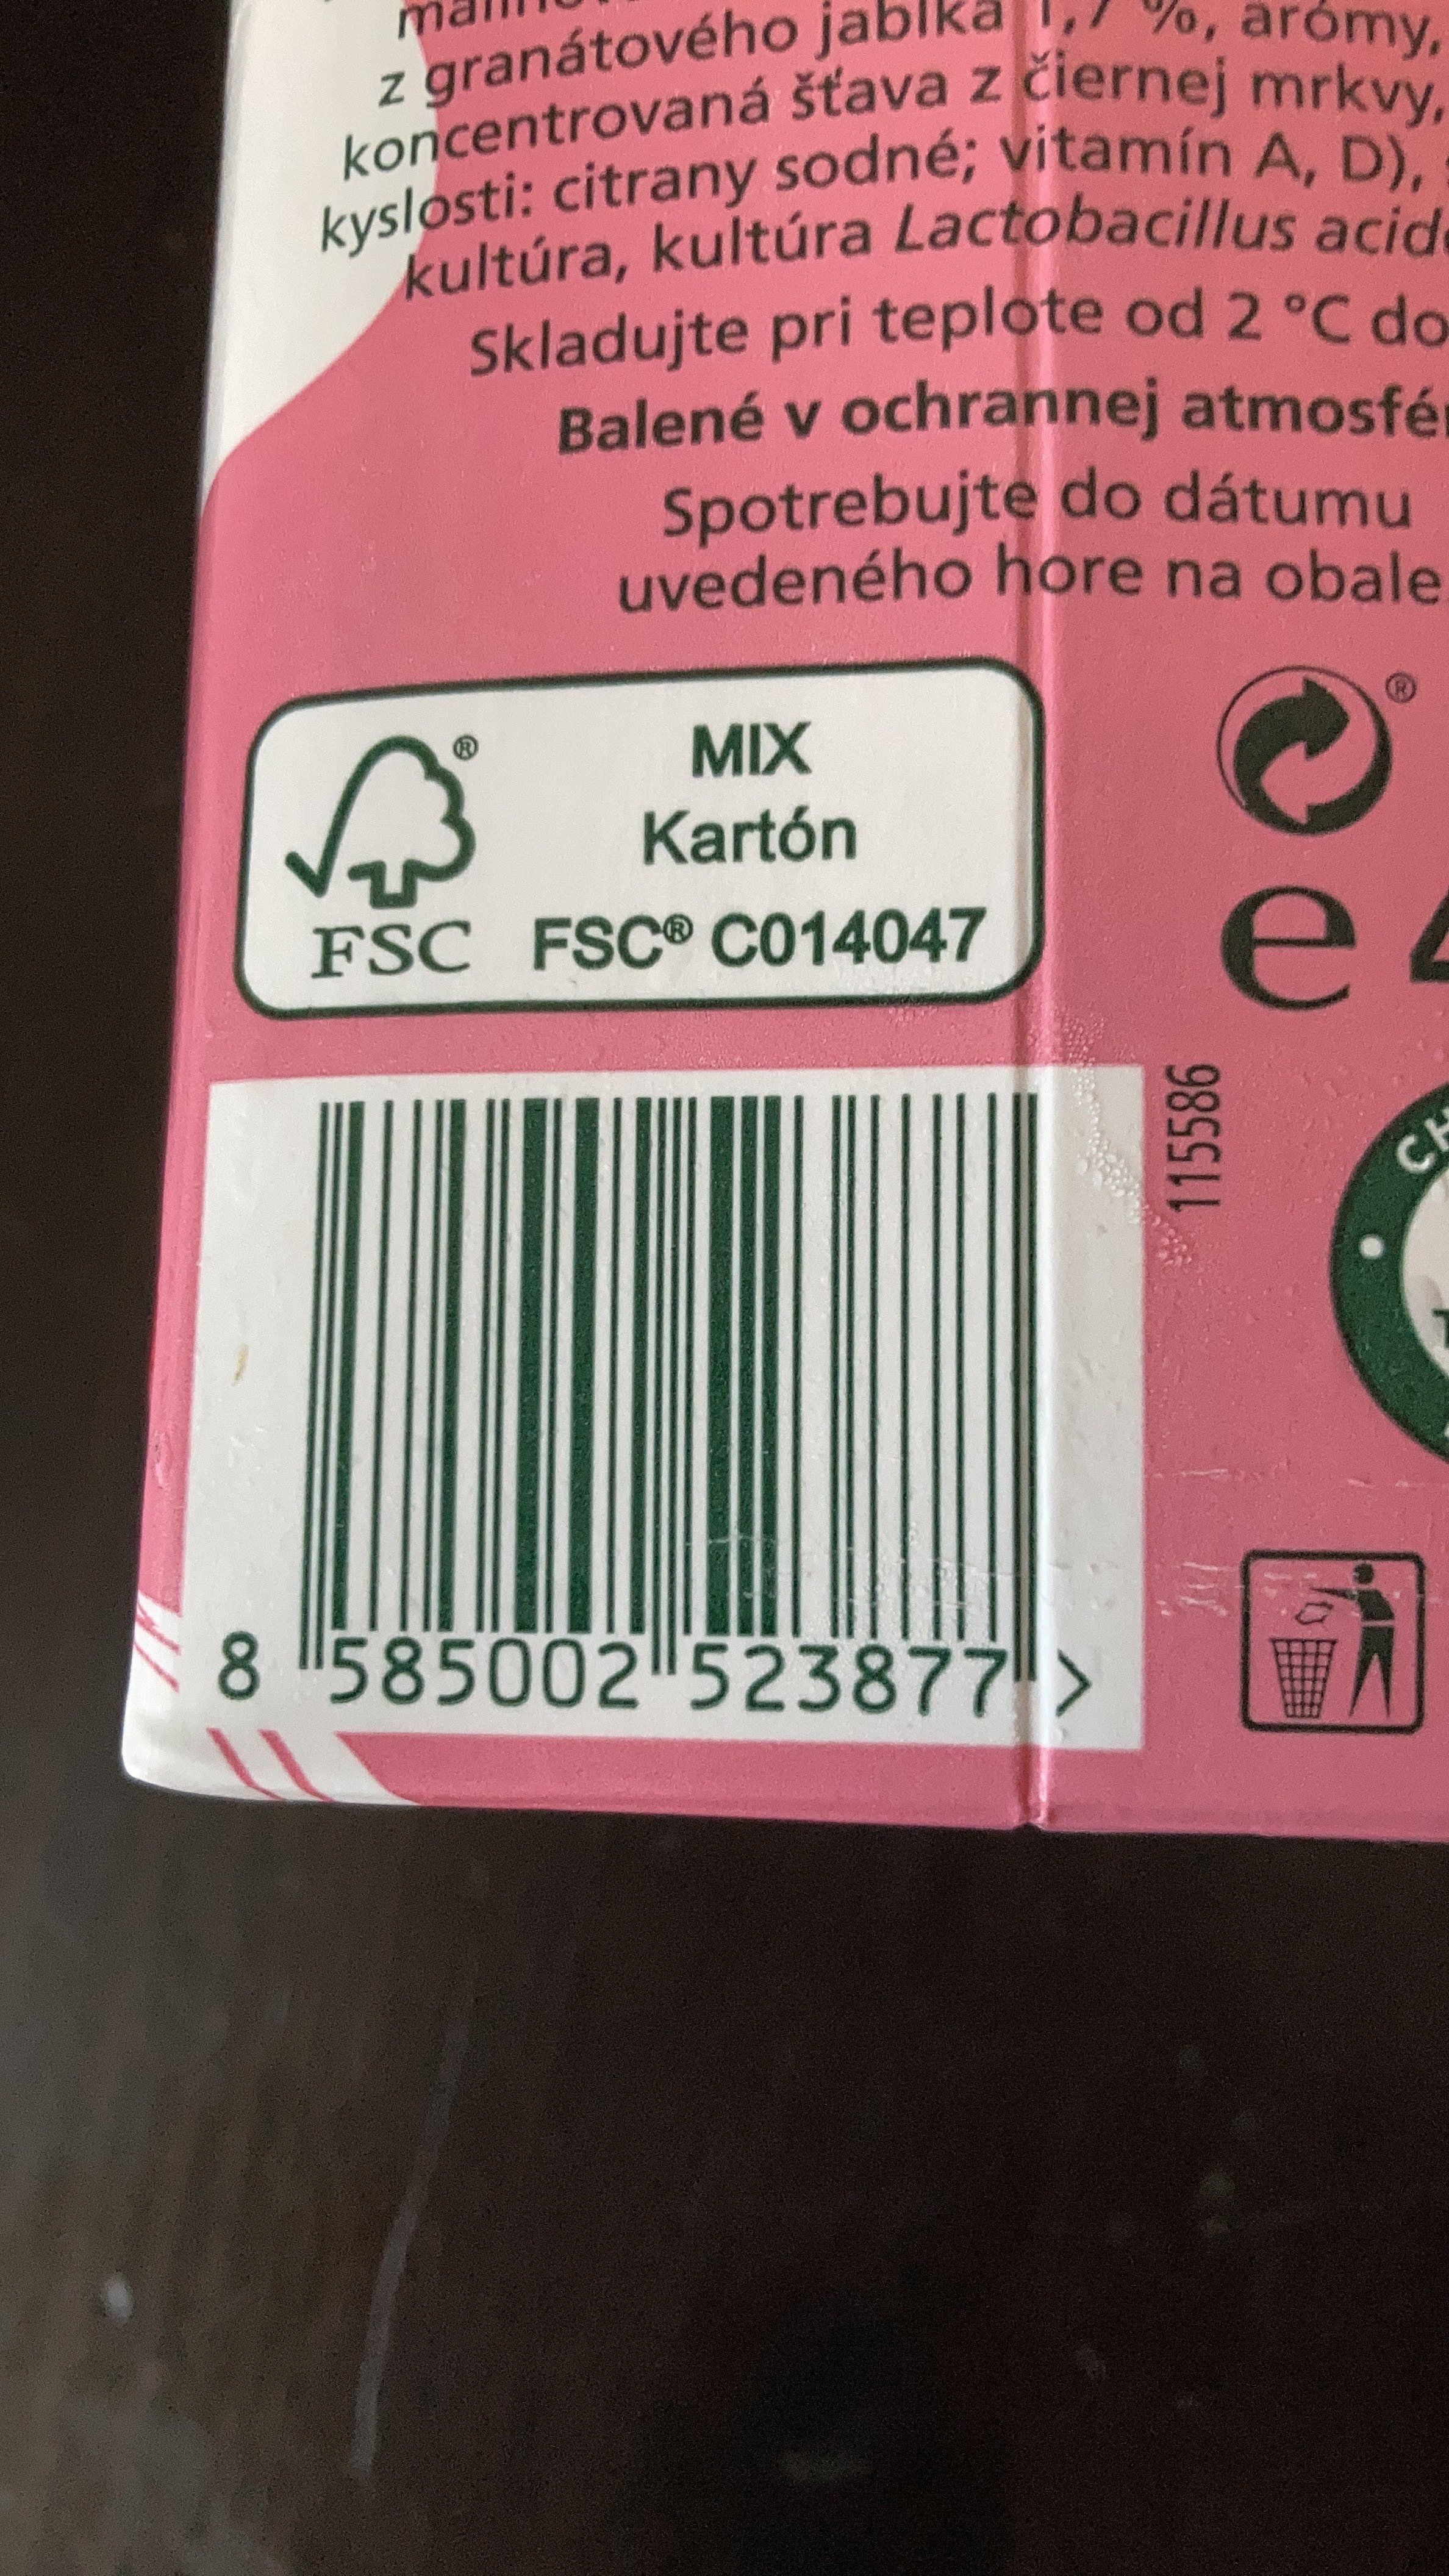 z granátového jablka 1,7 %, arómy,
koncentrovaná šťava z čiernej mrkvy,
kyslosti: citrany sodné; vitamín A, D),
kultúra, kultúra Lactobacillus
Skladujte pri teplote od 2 °C do
Balené v ochrannej
Spotrebujte do dátumu
uvedeného hore na obale
®
MIX
Kartón
FSC
FSC® C014047
®
e
115586
8 585002 523877 >